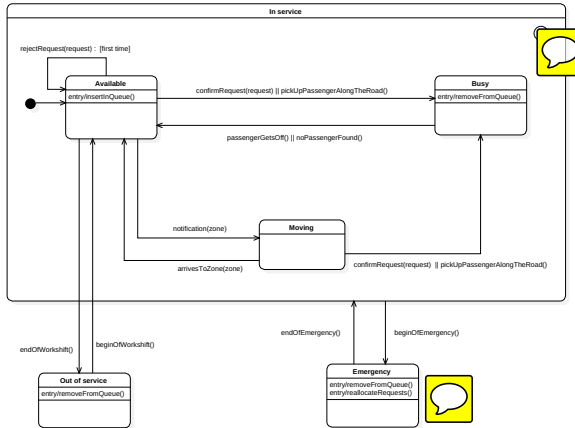 In service
rejectRequest(request) : [first time]
Available
entry/insertInQueue()
confirmRequest(request) || pickUpPassengerAlongTheRoad()
Busy
entry/removeFromQueue()
passengerGetsOff() || noPassengerFound()
notification(zone)
Moving
arrivesToZone(zone)
confirmRequest(request) || pickUpPassengerAlongTheRoad()
endOfEmergency()
beginOfEmergency()
endOfWorkshift()
beginOfWorkshift()
Out of service
entry/removeFromQueue()
Emergency
entry/removeFromQueue()
entry/reallocateRequests()